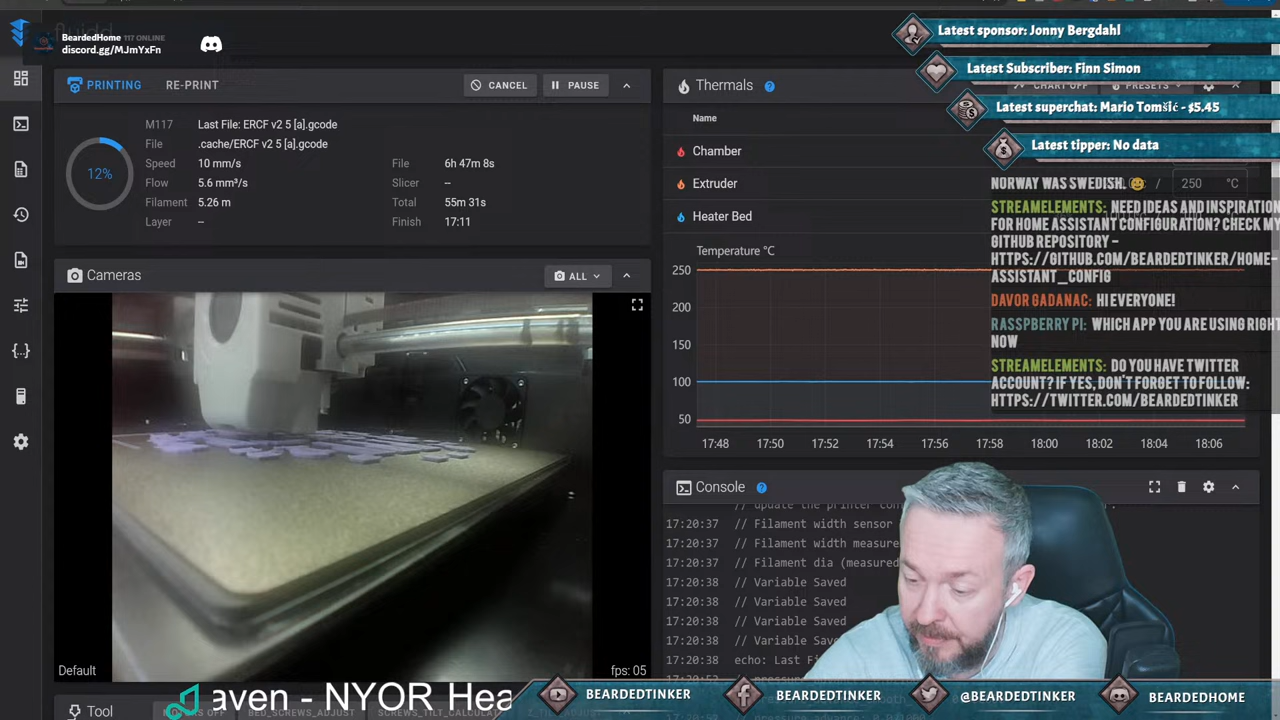 BeardedHome 117 ONLINE
discord.gg/MJmYxFn
PRINTING
RE-PRINT
CANCEL
PAUSE
M117 Last File: ERCF v2 5 [a].gcode
File .cache/ERCF v2 5 [a].gcode
Speed 10 mm/s File 6h 47m 8s
Flow 5.6 mm³/s Slicer --
Filament 5.26 m Total 55m 31s
Layer -- Finish 17:11
12%
Cameras
ALL
Default
fps: 05
Tool
aven - NYOR Hea
Thermals
CHART OFF
PRESETS
Name
Chamber
Extruder
/ 250 °C
Heater Bed
Temperature °C
250
200
150
100
50
17:48 17:50 17:52 17:54 17:56 17:58 18:00 18:02 18:04 18:06
Console
17:20:37 // Filament width sensor
17:20:37 // Filament width measure
17:20:37 // Filament dia (measured
17:20:38 // Variable Saved
17:20:38 // Variable Saved
17:20:38 // Variable Saved
17:20:38 // Variable Saved
17:20:38 echo: Last Fi
Latest sponsor: Jonny Bergdahl
Latest Subscriber: Finn Simon
Latest superchat: Mario Tomšić - $5.45
Latest tipper: No data
NORWAY WAS SWEDISH.
STREAMELEMENTS: NEED IDEAS AND INSPIRATION
FOR HOME ASSISTANT CONFIGURATION? CHECK MY
GITHUB REPOSITORY -
HTTPS://GITHUB.COM/BEARDEDTINKER/HOME-
ASSISTANT_CONFIG
DAVOR GADANAC: HI EVERYONE!
RASSPBERRY PI: WHICH APP YOU ARE USING RIGHT
NOW
STREAMELEMENTS: DO YOU HAVE TWITTER
ACCOUNT? IF YES, DON'T FORGET TO FOLLOW:
HTTPS://TWITTER.COM/BEARDEDTINKER
BEARDEDTINKER
BEARDEDTINKER
@BEARDEDTINKER
BEARDEDHOME